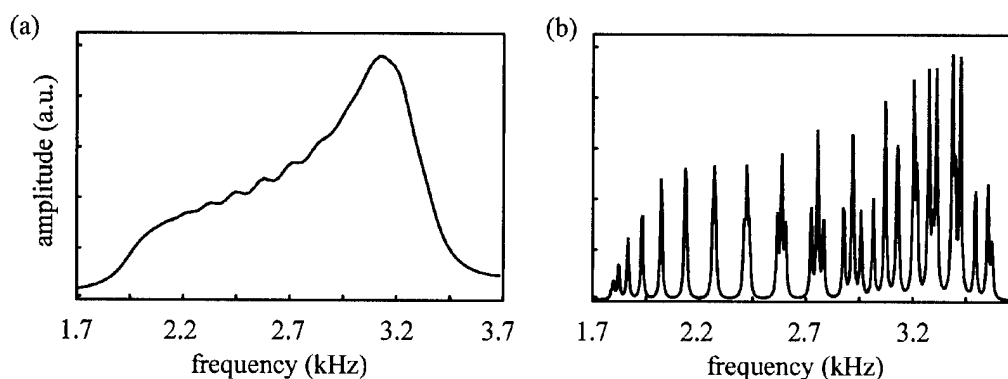 (a)
amplitude (a.u.)
1.7 2.2 2.7 3.2 3.7
frequency (kHz)
(b)
1.7 2.2 2.7 3.2
frequency (kHz)